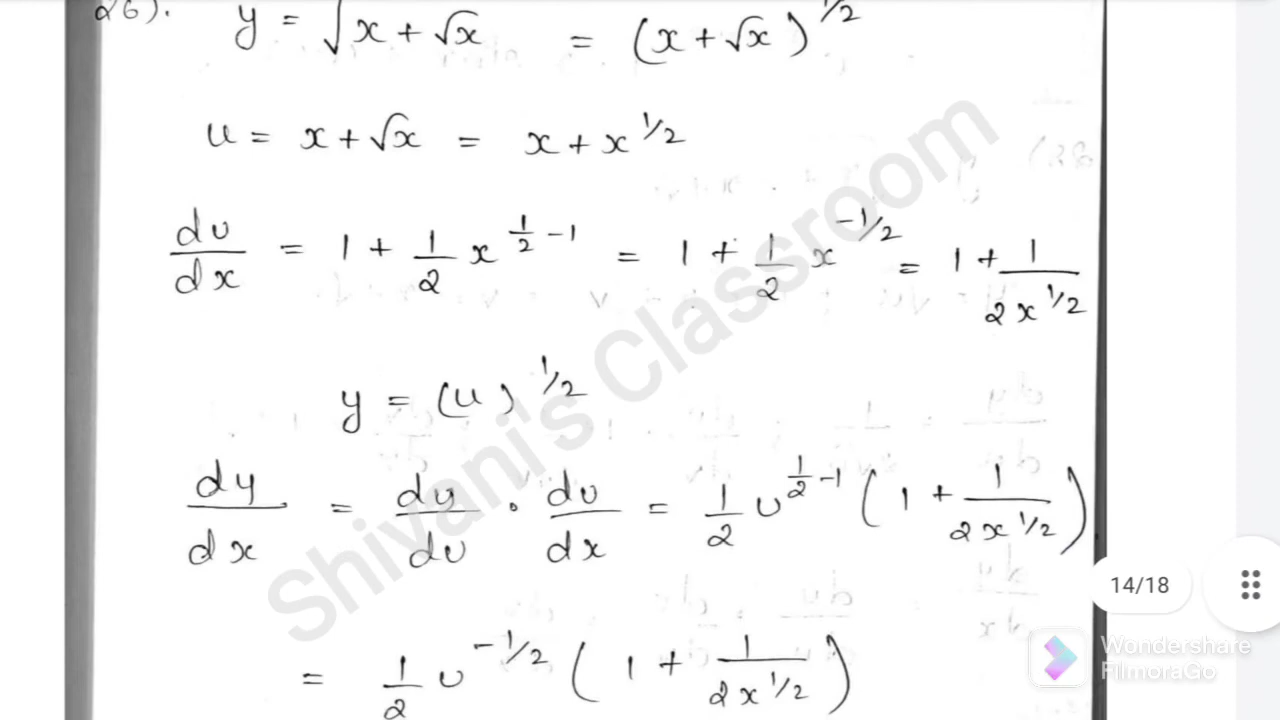 26).
y = √(x + √x) = (x + √x)^1/2
u = x + √x = x + x^1/2
du/dx = 1 + 1/2 x^(1/2 - 1) = 1 + 1/2 x^-1/2 = 1 + 1/(2x^1/2)
y = (u)^1/2
dy/dx = dy/du · du/dx = 1/2 u^(1/2 - 1) (1 + 1/(2x^1/2))
= 1/2 u^-1/2 (1 + 1/(2x^1/2))
Shivani's Classroom
14/18
Wondershare
FilmoraGo